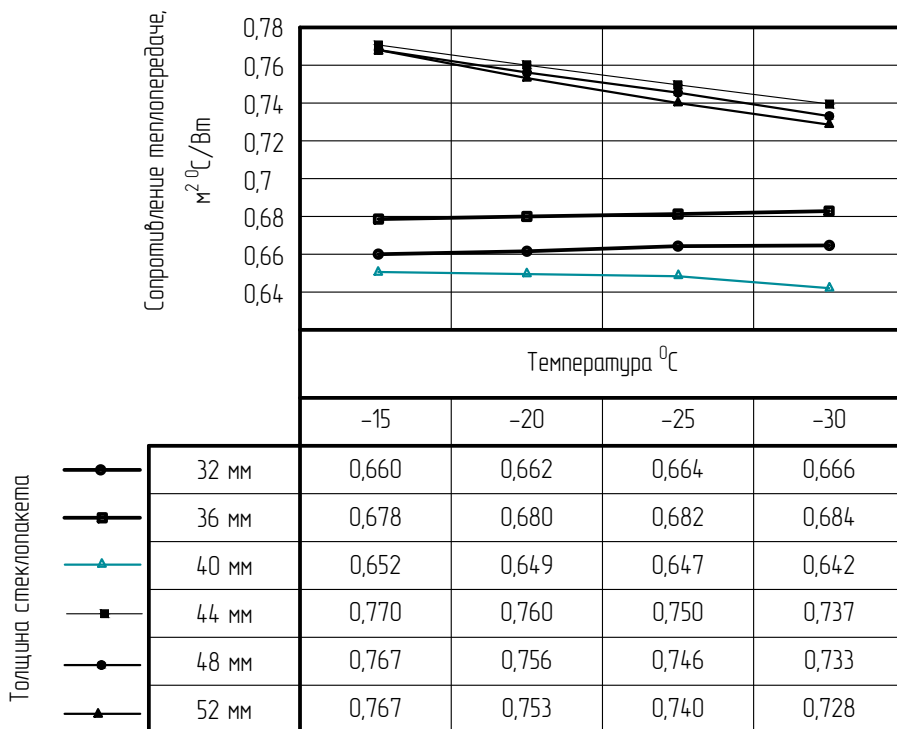 Сопротивление теплопередаче,
м² ⁰С/Вт
0,78
0,76
0,74
0,72
0,7
0,68
0,66
0,64
Температура ⁰С
−15 −20 −25 −30
Толщина стеклопакета
32 мм 0,660 0,662 0,664 0,666
36 мм 0,678 0,680 0,682 0,684
40 мм 0,652 0,649 0,647 0,642
44 мм 0,770 0,760 0,750 0,737
48 мм 0,767 0,756 0,746 0,733
52 мм 0,767 0,753 0,740 0,728